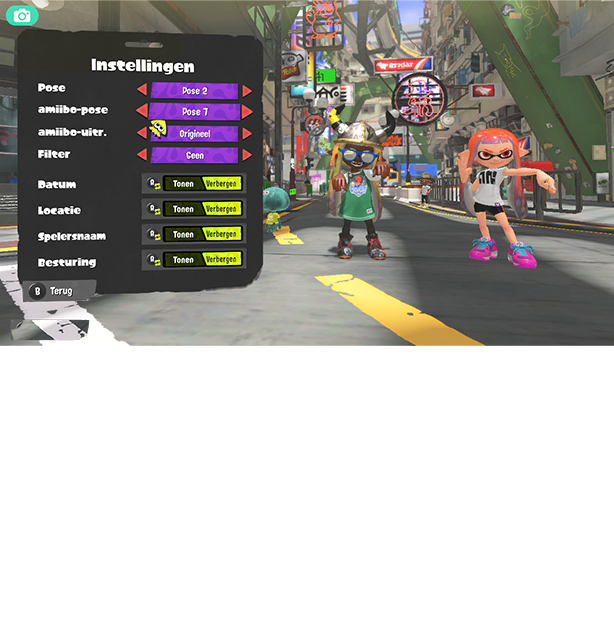 Instellingen
Pose
Pose 2
amiibo-pose
Pose 7
amiibo-uitr.
Origineel
Filter
Geen
Datum
Tonen Verbergen
Locatie
Tonen Verbergen
Spelersnaam
Tonen Verbergen
Besturing
Tonen Verbergen
B Terug